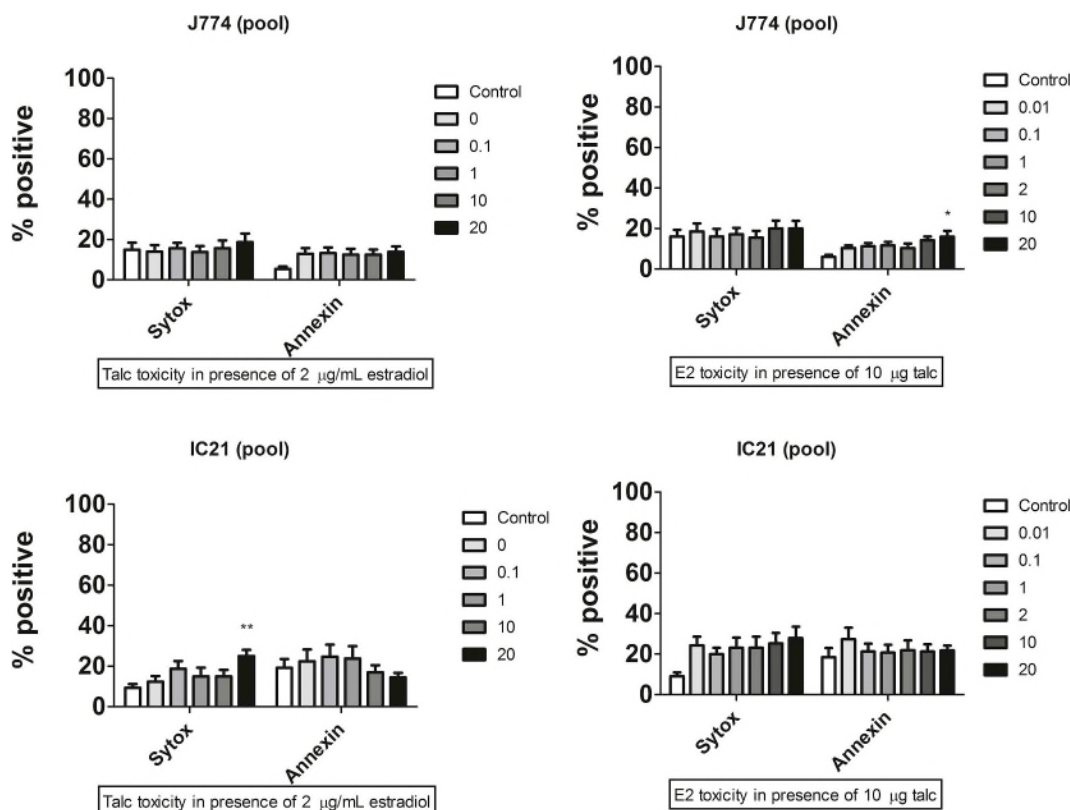 J774 (pool)
% positive
100
80
60
40
20
0
Sytox
Annexin
Control
0
0.1
1
10
20
Talc toxicity in presence of 2 μg/mL estradiol
J774 (pool)
% positive
100
80
60
40
20
0
*
Sytox
Annexin
Control
0.01
0.1
1
2
10
20
E2 toxicity in presence of 10 μg talc
IC21 (pool)
% positive
100
80
60
40
20
0
**
Sytox
Annexin
Control
0
0.1
1
10
20
Talc toxicity in presence of 2 μg/mL estradiol
IC21 (pool)
% positive
100
80
60
40
20
0
Sytox
Annexin
Control
0.01
0.1
1
2
10
20
E2 toxicity in presence of 10 μg talc